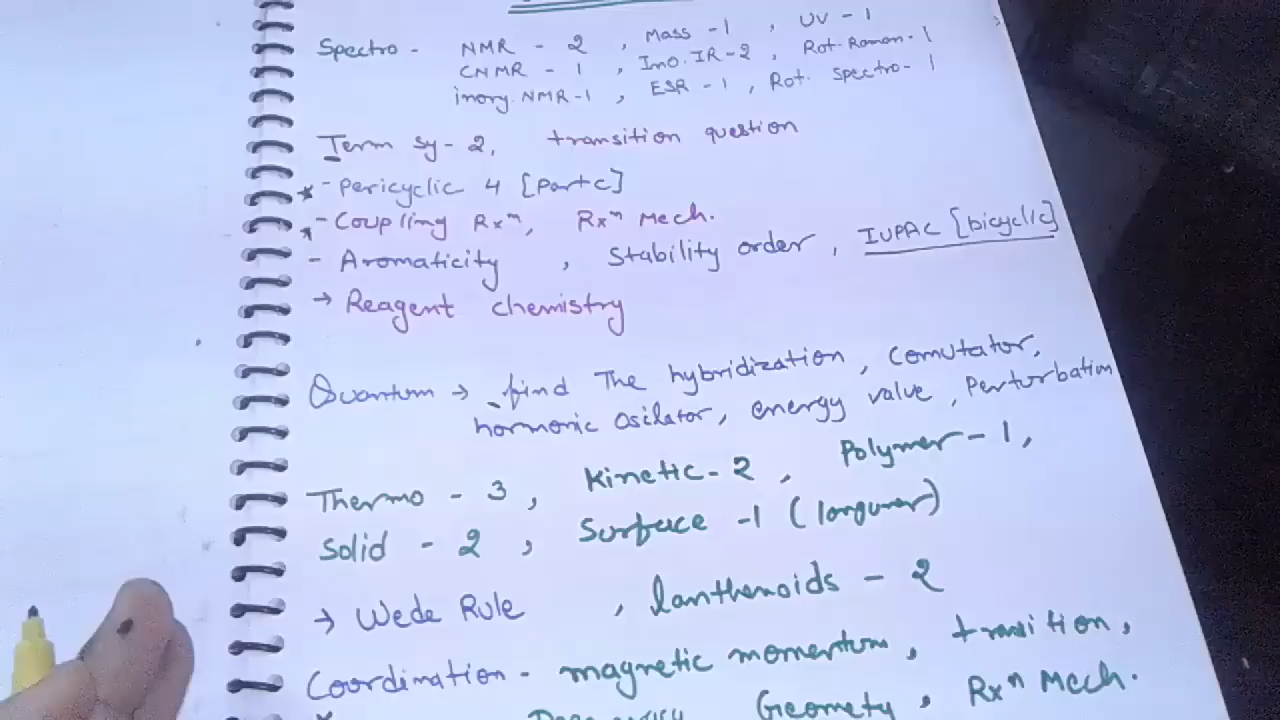 Spectro - NMR - 2 , Mass - 1 , UV - 1
CNMR - 1 , Ino. IR - 2 , Rot. Raman - 1
inorg. NMR - 1 , ESR - 1 , Rot. Spectro - 1
Term sy - 2, transition question
* - Pericyclic 4 [Part C]
* - Coupling Rxⁿ, Rxⁿ Mech.
- Aromaticity , Stability order , IUPAC [bicyclic]
→ Reagent chemistry
Quantum → find The hybridization , Comutator,
harmonic Oscilator, energy value , Perturbation
Thermo - 3 , Kinetic - 2 , Polymer - 1,
Solid - 2 , Surface - 1 (longumar)
→ Wede Rule , lanthenoids - 2
Coordination - magnetic momentum , transition ,
Geometry , Rxⁿ Mech.